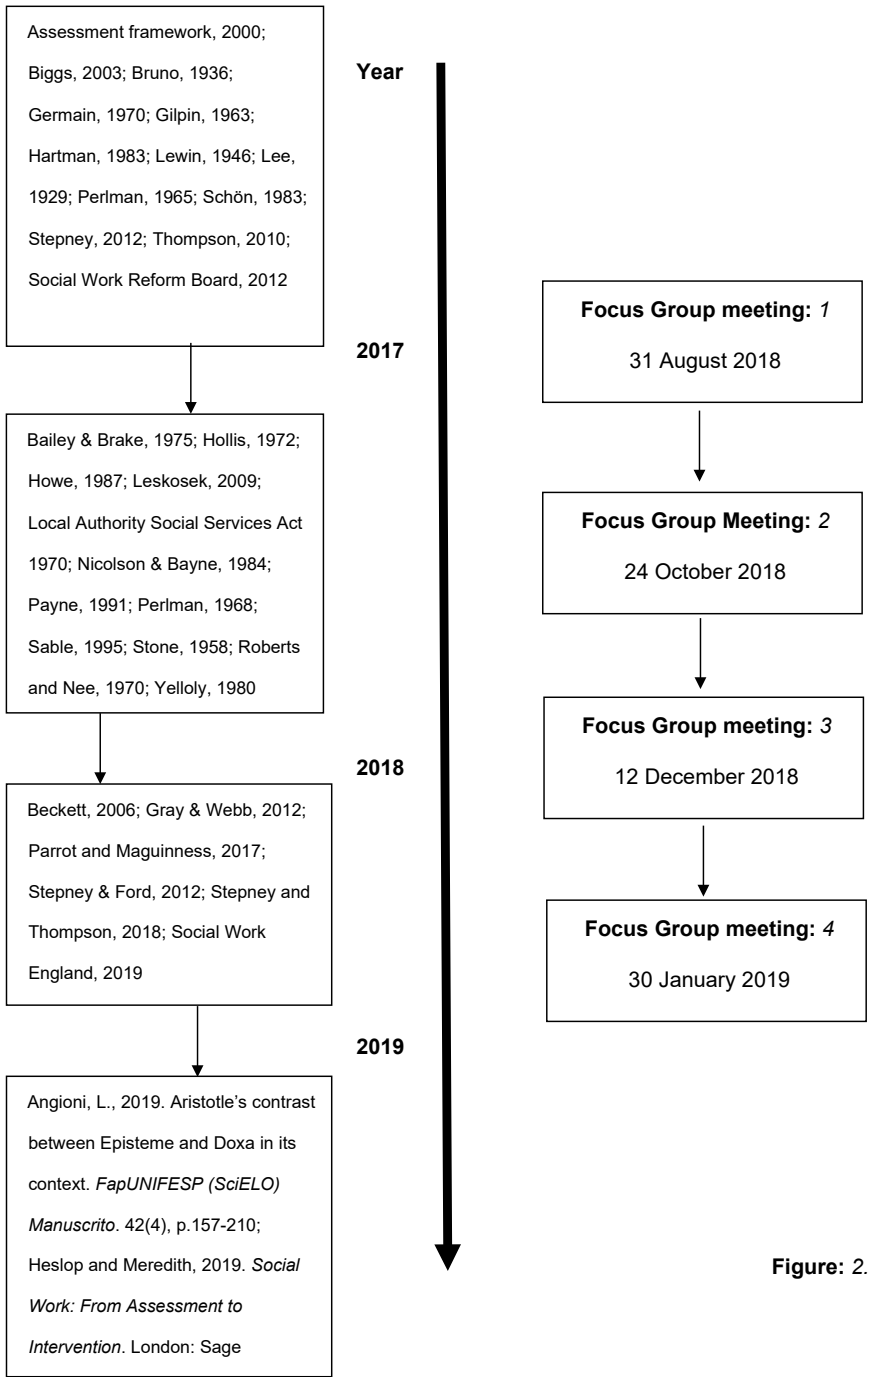 Assessment framework, 2000;
Biggs, 2003; Bruno, 1936;
Germain, 1970; Gilpin, 1963;
Hartman, 1983; Lewin, 1946; Lee,
1929; Perlman, 1965; Schön, 1983;
Stepney, 2012; Thompson, 2010;
Social Work Reform Board, 2012
Bailey & Brake, 1975; Hollis, 1972;
Howe, 1987; Leskosek, 2009;
Local Authority Social Services Act
1970; Nicolson & Bayne, 1984;
Payne, 1991; Perlman, 1968;
Sable, 1995; Stone, 1958; Roberts
and Nee, 1970; Yelloly, 1980
Beckett, 2006; Gray & Webb, 2012;
Parrot and Maguinness, 2017;
Stepney & Ford, 2012; Stepney and
Thompson, 2018; Social Work
England, 2019
Angioni, L., 2019. Aristotle’s contrast
between Episteme and Doxa in its
context. FapUNIFESP (SciELO)
Manuscrito. 42(4), p.157-210;
Heslop and Meredith, 2019. Social
Work: From Assessment to
Intervention. London: Sage
Year
2017
2018
2019
Focus Group meeting: 1
31 August 2018
Focus Group Meeting: 2
24 October 2018
Focus Group meeting: 3
12 December 2018
Focus Group meeting: 4
30 January 2019
Figure: 2.